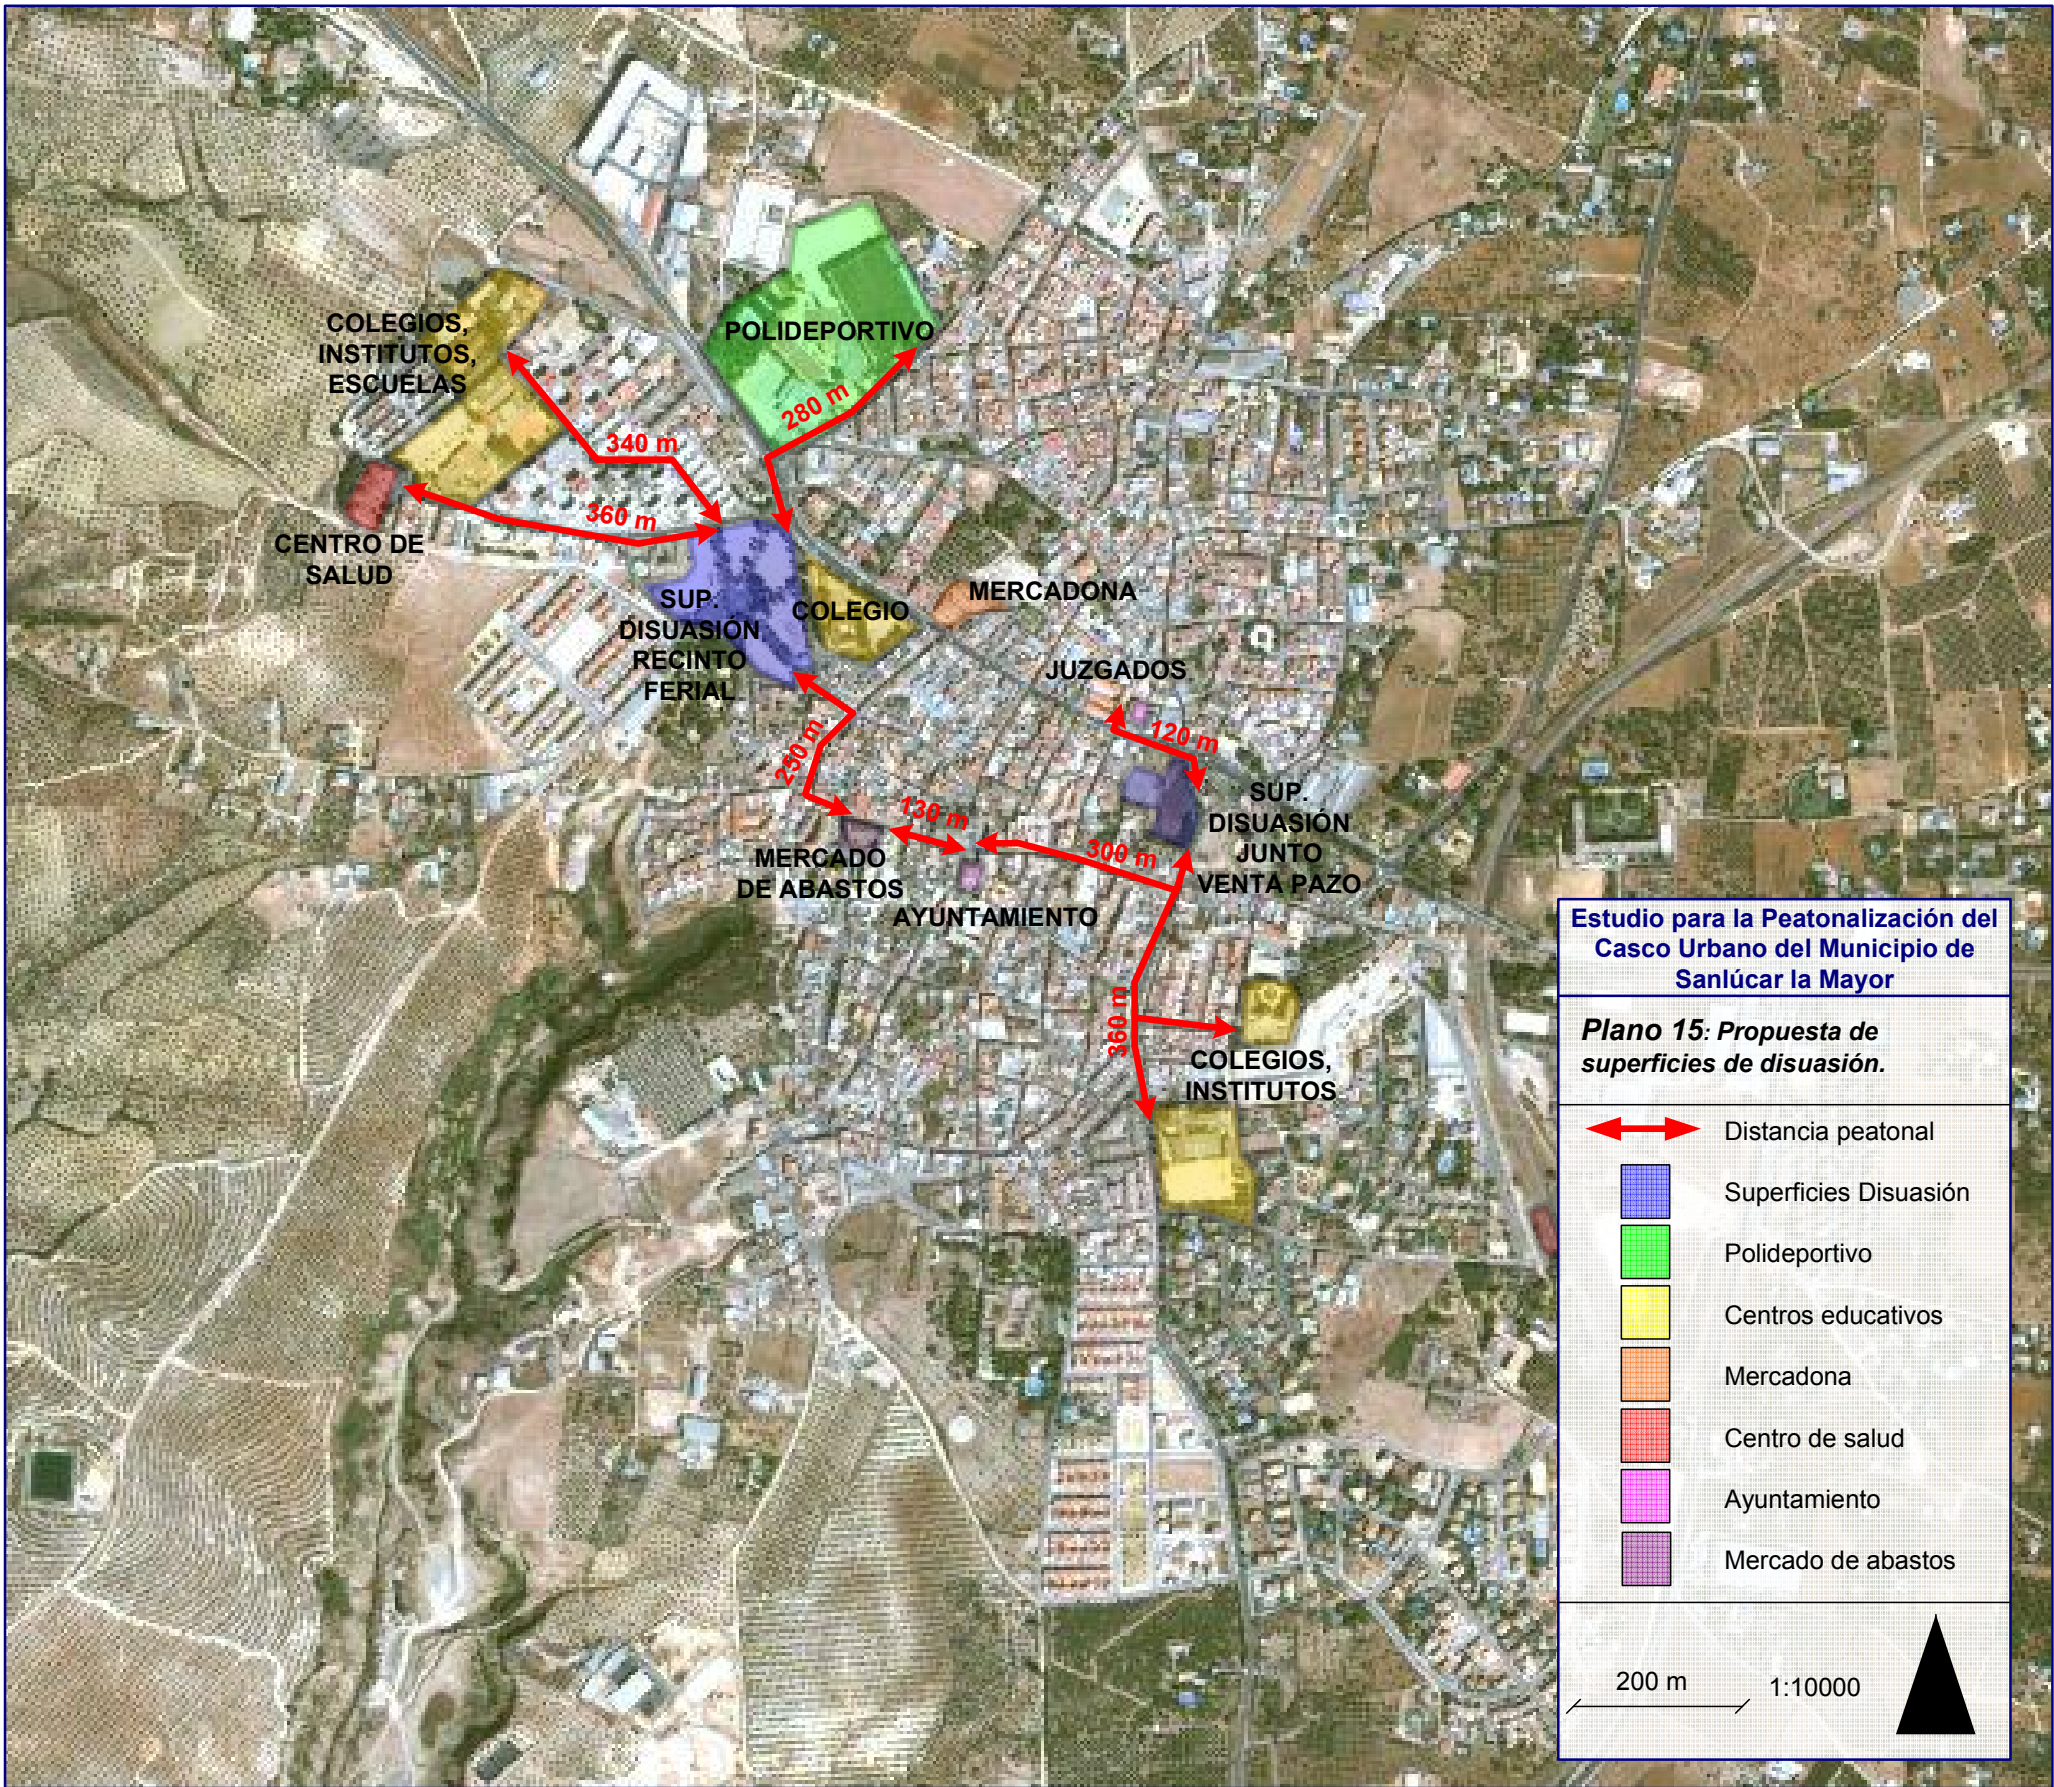 COLEGIOS,
INSTITUTOS,
ESCUELAS
POLIDEPORTIVO
280 m
340 m
360 m
CENTRO DE
SALUD
SUP.
DISUASIÓN
RECINTO
FERIAL
COLEGIO
MERCADONA
JUZGADOS
120 m
250 m
130 m
300 m
SUP.
DISUASIÓN
JUNTO
VENTA PAZO
MERCADO
DE ABASTOS
AYUNTAMIENTO
360 m
COLEGIOS,
INSTITUTOS
Estudio para la Peatonalización del
Casco Urbano del Municipio de
Sanlúcar la Mayor
Plano 15: Propuesta de
superficies de disuasión.
Distancia peatonal
Superficies Disuasión
Polideportivo
Centros educativos
Mercadona
Centro de salud
Ayuntamiento
Mercado de abastos
200 m
1:10000